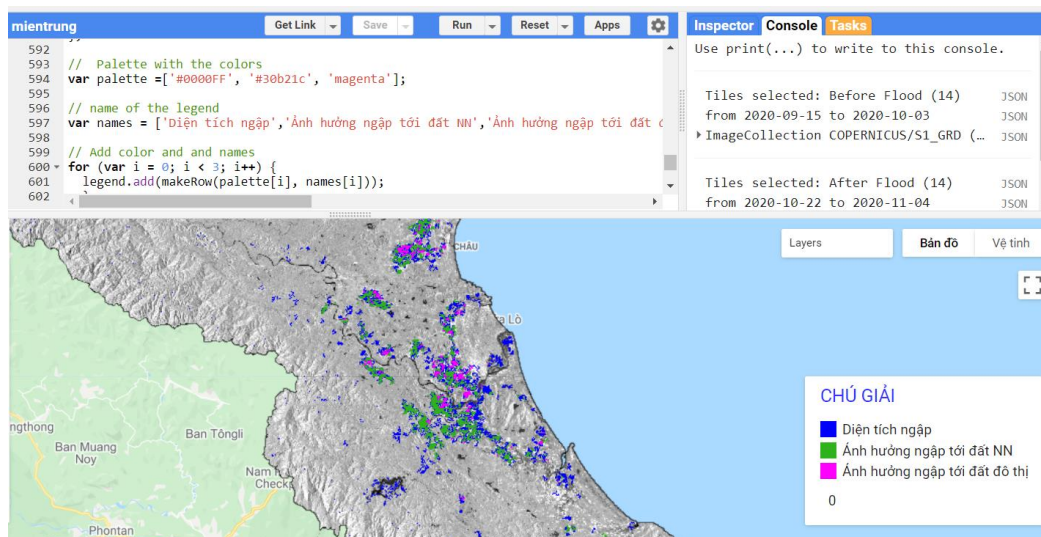 mientrung
Get Link
Save
Run
Reset
Apps
Inspector
Console
Tasks
592
593 // Palette with the colors
594 var palette =['#0000FF', '#30b21c', 'magenta'];
595
596 // name of the legend
597 var names = ['Diện tích ngập','Ảnh hưởng ngập tới đất NN','Ảnh hưởng ngập tới đất
598
599 // Add color and and names
600 for (var i = 0; i < 3; i++) {
601 legend.add(makeRow(palette[i], names[i]));
602
Use print(...) to write to this console.
Tiles selected: Before Flood (14) JSON
from 2020-09-15 to 2020-10-03 JSON
ImageCollection COPERNICUS/S1_GRD (… JSON
Tiles selected: After Flood (14) JSON
from 2020-10-22 to 2020-11-04 JSON
Layers
Bản đồ
Vệ tinh
CHÂU
a Lò
ngthong
Ban Muang
Noy
Ban Tôngli
Nam
Check
Phontan
CHÚ GIẢI
Diện tích ngập
Ảnh hưởng ngập tới đất NN
Ảnh hưởng ngập tới đất đô thị
0